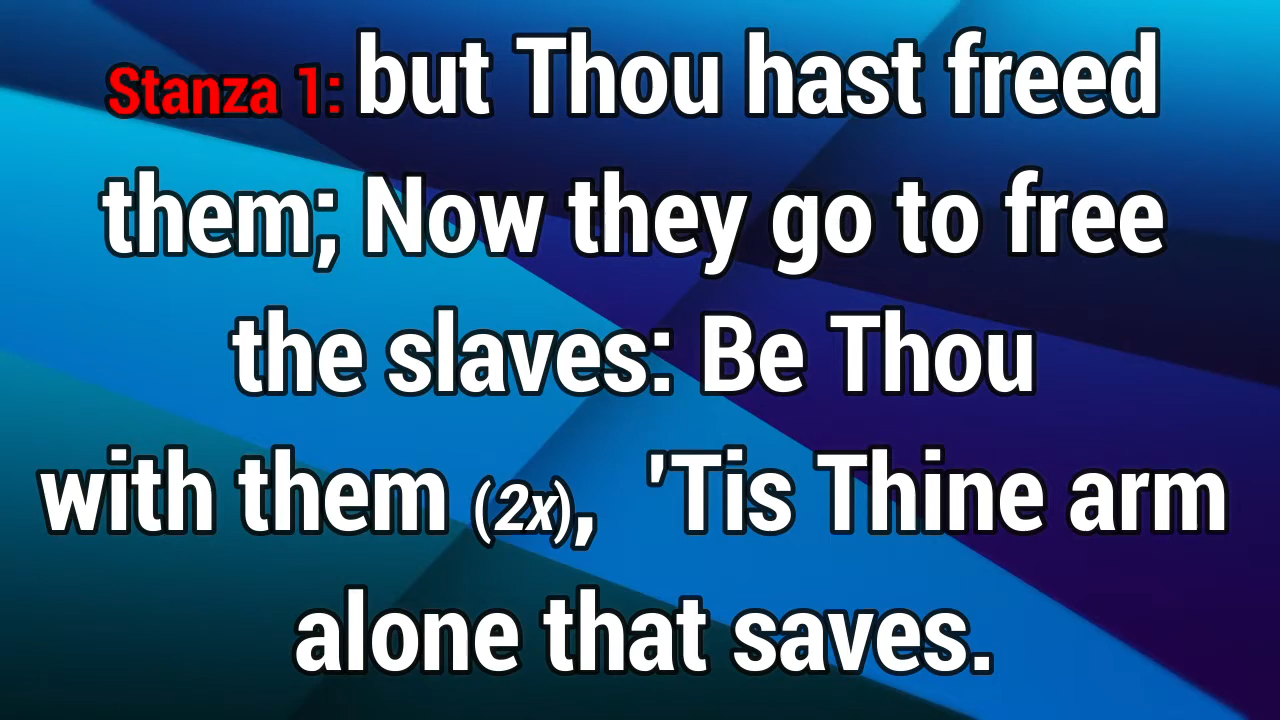 Stanza 1: but Thou hast freed
them; Now they go to free
the slaves: Be Thou
with them (2x), 'Tis Thine arm
alone that saves.